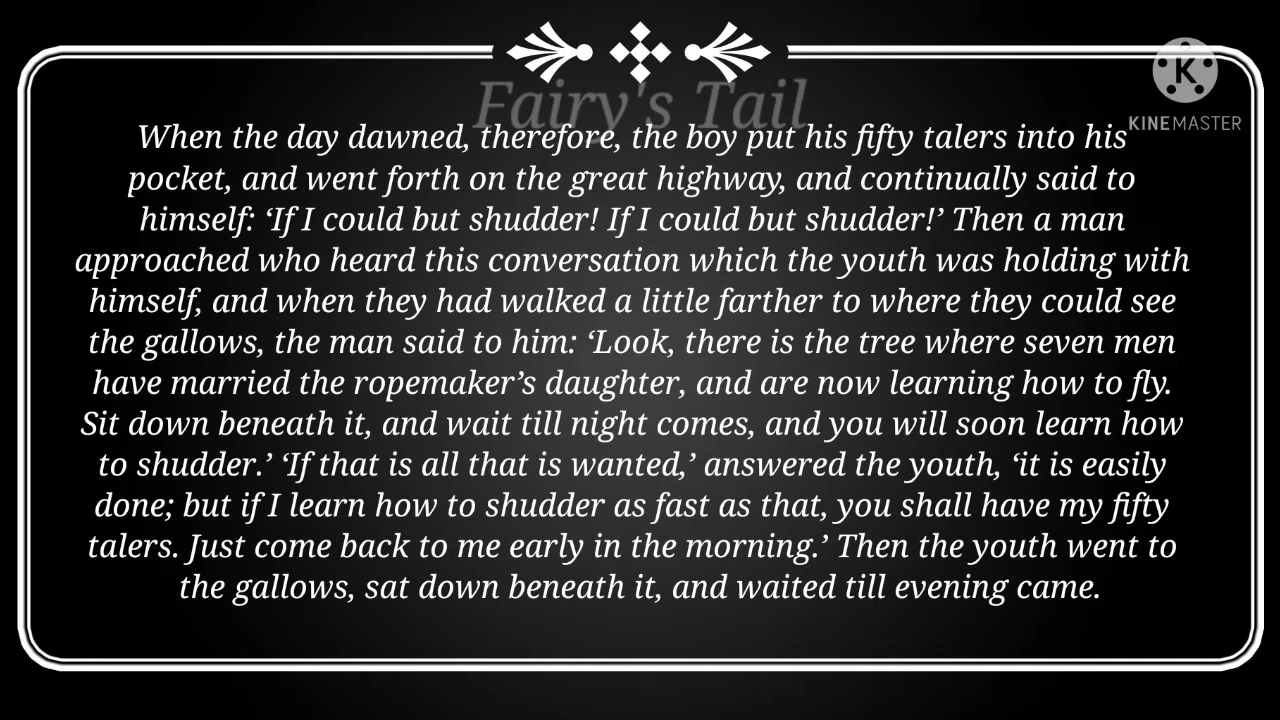 Fairy's Tail
K
KINEMASTER
When the day dawned, therefore, the boy put his fifty talers into his
pocket, and went forth on the great highway, and continually said to
himself: ‘If I could but shudder! If I could but shudder!’ Then a man
approached who heard this conversation which the youth was holding with
himself, and when they had walked a little farther to where they could see
the gallows, the man said to him: ‘Look, there is the tree where seven men
have married the ropemaker’s daughter, and are now learning how to fly.
Sit down beneath it, and wait till night comes, and you will soon learn how
to shudder.’ ‘If that is all that is wanted,’ answered the youth, ‘it is easily
done; but if I learn how to shudder as fast as that, you shall have my fifty
talers. Just come back to me early in the morning.’ Then the youth went to
the gallows, sat down beneath it, and waited till evening came.